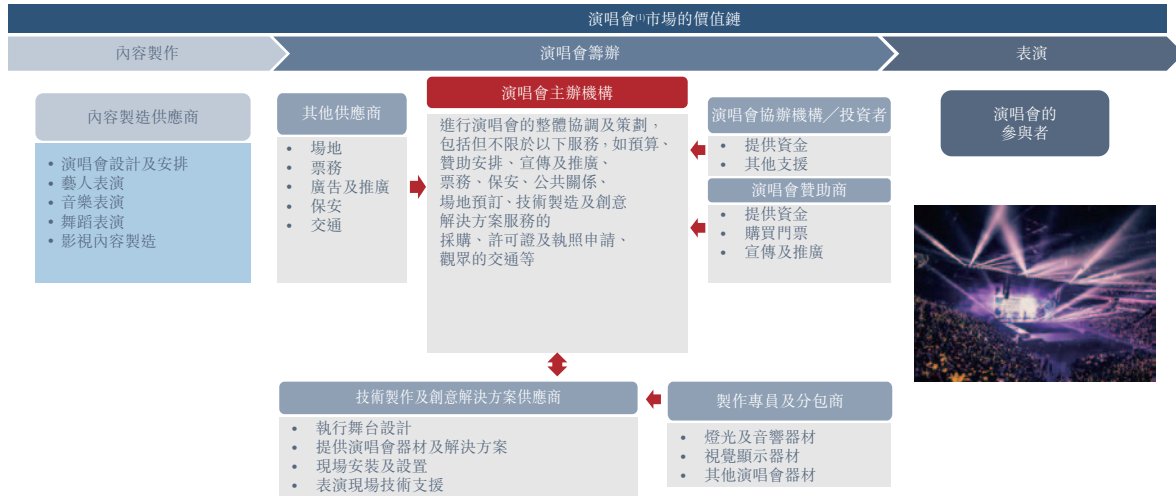 演唱會(1)市場的價值鏈
內容製作
演唱會籌辦
表演
內容製造供應商
• 演唱會設計及安排
• 藝人表演
• 音樂表演
• 舞蹈表演
• 影視內容製造
其他供應商
• 場地
• 票務
• 廣告及推廣
• 保安
• 交通
演唱會主辦機構
進行演唱會的整體協調及策劃，
包括但不限於以下服務，如預算、
贊助安排、宣傳及推廣、
票務、保安、公共關係、
場地預訂、技術製造及創意
解決方案服務的
採購、許可證及執照申請、
觀眾的交通等
演唱會協辦機構／投資者
• 提供資金
• 其他支援
演唱會贊助商
• 提供資金
• 購買門票
• 宣傳及推廣
演唱會的
參與者
技術製作及創意解決方案供應商
• 執行舞台設計
• 提供演唱會器材及解決方案
• 現場安裝及設置
• 表演現場技術支援
製作專員及分包商
• 燈光及音響器材
• 視覺顯示器材
• 其他演唱會器材